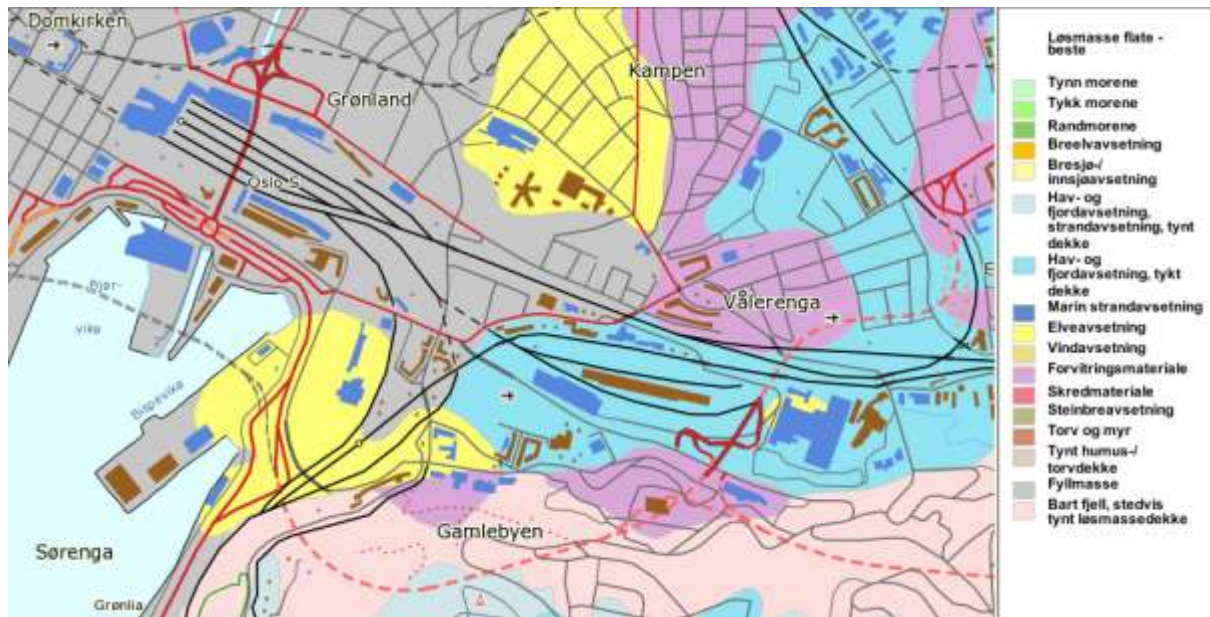 Domkirken
Kampen
Grønland
Oslo S
Bjør-
vika
Vålerenga
E
Bispevika
Gamlebyen
Sørenga
Grønlia
Løsmasse flate -
beste
Tynn morene
Tykk morene
Randmorene
Breelvavsetning
Bresjø-/
innsjøavsetning
Hav- og
fjordavsetning,
strandavsetning, tynt
dekke
Hav- og
fjordavsetning, tykt
dekke
Marin strandavsetning
Elveavsetning
Vindavsetning
Forvitringsmateriale
Skredmateriale
Steinbreavsetning
Torv og myr
Tynt humus-/
torvdekke
Fyllmasse
Bart fjell, stedvis
tynt løsmassedekke